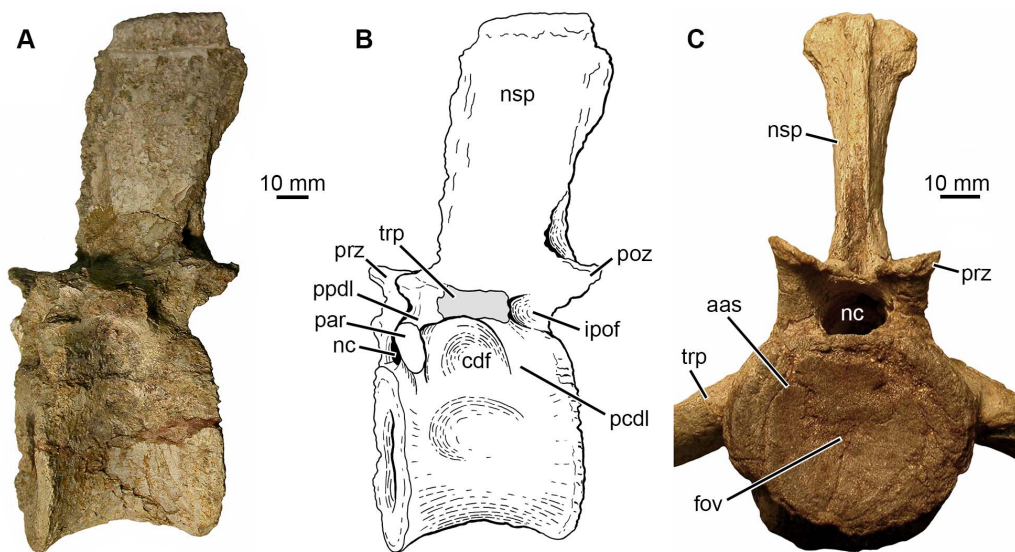 A
10 mm
B
nsp
trp
prz
ppdl
par
nc
cdf
poz
ipof
pcdl
C
nsp
10 mm
prz
nc
aas
trp
fov